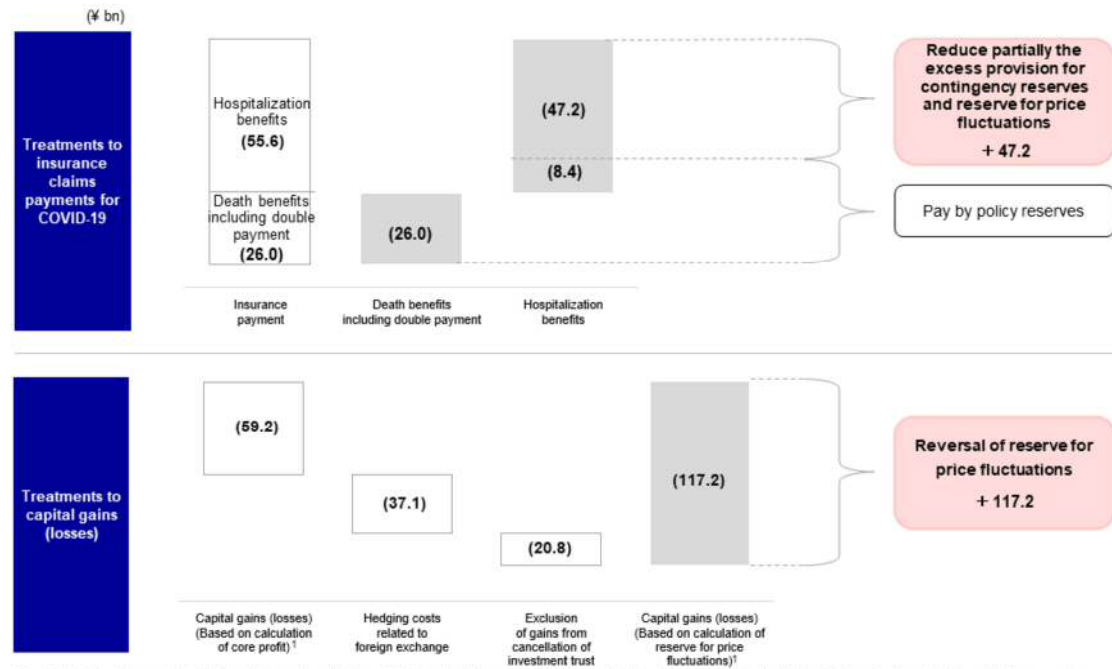 (¥ bn)
Treatments to
insurance
claims
payments for
COVID-19
Hospitalization
benefits
(55.6)
Death benefits
including double
payment
(26.0)
(26.0)
(47.2)
(8.4)
Reduce partially the
excess provision for
contingency reserves
and reserve for price
fluctuations
+ 47.2
Pay by policy reserves
Insurance
payment
Death benefits
including double payment
Hospitalization
benefits
Treatments to
capital gains
(losses)
(59.2)
(37.1)
(20.8)
(117.2)
Reversal of reserve for
price fluctuations
+ 117.2
Capital gains (losses)
(Based on calculation
of core profit)¹
Hedging costs
related to
foreign exchange
Exclusion
of gains from
cancellation of
investment trust
Capital gains (losses)
(Based on calculation of
reserve for price
fluctuations)¹